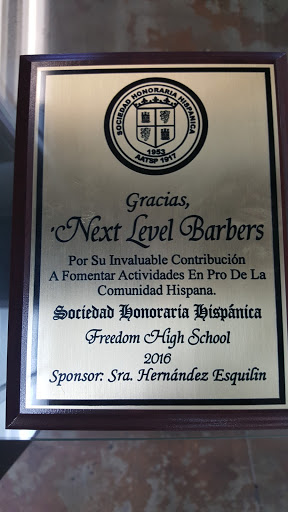 SOCIEDAD HONORARIA HISPÁNICA
1953
AATSP 1917
Gracias,
Next Level Barbers
Por Su Invaluable Contribución
A Fomentar Actividades En Pro De La
Comunidad Hispana.
Sociedad Honoraria Hispánica
Freedom High School
2016
Sponsor: Sra. Hernández Esquilin